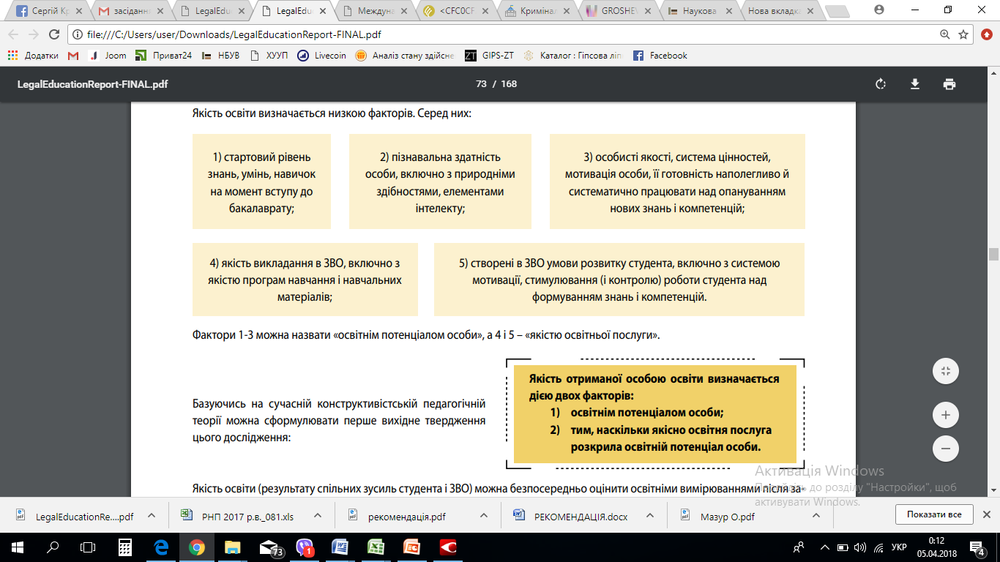 Сергій Кр
засідання
LegalEduc
LegalEduc
Междуна
<CFC0CF
Криміна
GROSHEV
Наукова
Нова вкладка
file:///C:/Users/user/Downloads/LegalEducationReport-FINAL.pdf
Додатки
Joom
Приват24
НБУВ
ХУУП
Livecoin
Аналіз стану здійсне
GIPS-ZT
Каталог : Гіпсова ліп
Facebook
LegalEducationReport-FINAL.pdf
73 / 168
Якість освіти визначається низкою факторів. Серед них:
1) стартовий рівень
знань, умінь, навичок
на момент вступу до
бакалаврату;
2) пізнавальна здатність
особи, включно з природніми
здібностями, елементами
інтелекту;
3) особисті якості, система цінностей,
мотивація особи, її готовність наполегливо й
систематично працювати над опануванням
нових знань і компетенцій;
4) якість викладання в ЗВО, включно з
якістю програм навчання і навчальних
матеріалів;
5) створені в ЗВО умови розвитку студента, включно з системою
мотивації, стимулювання (і контролю) роботи студента над
формуванням знань і компетенцій.
Фактори 1-3 можна назвати «освітнім потенціалом особи», а 4 і 5 – «якістю освітньої послуги».
Базуючись на сучасній конструктивістській педагогічній
теорії можна сформулювати перше вихідне твердження
цього дослідження:
Якість отриманої особою освіти визначається
дією двох факторів:
1) освітнім потенціалом особи;
2) тим, наскільки якісно освітня послуга
розкрила освітній потенціал особи.
Якість освіти (результату спільних зусиль студента і ЗВО) можна безпосередньо оцінити освітніми вимірюваннями після за-
Активація Windows
Перейдіть до розділу "Настройки", щоб
активувати Windows.
LegalEducationRe....pdf
РНП 2017 р.в._081.xls
рекомендація.pdf
РЕКОМЕНДАЦІЯ.docx
Мазур О.pdf
Показати все
73
1
УКР
0:12
05.04.2018
4